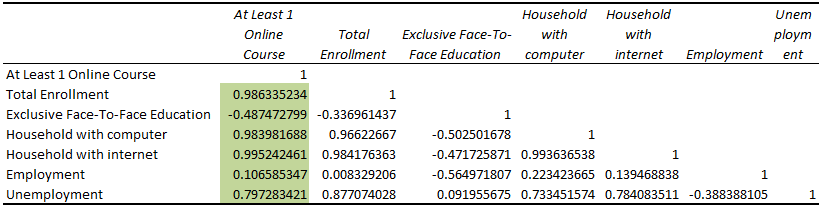 At Least 1 Household Household Unem
Online Total Exclusive Face-To- with with ploym
Course Enrollment Face Education computer internet Employment ent
At Least 1 Online Course 1
Total Enrollment 0.986335234 1
Exclusive Face-To-Face Education -0.487472799 -0.336961437 1
Household with computer 0.983981688 0.96622667 -0.502501678 1
Household with internet 0.995242461 0.984176363 -0.471725871 0.993636538 1
Employment 0.106585347 0.008329206 -0.564971807 0.223423665 0.139468838 1
Unemployment 0.797283421 0.877074028 0.091955675 0.733451574 0.784083511 -0.388388105 1